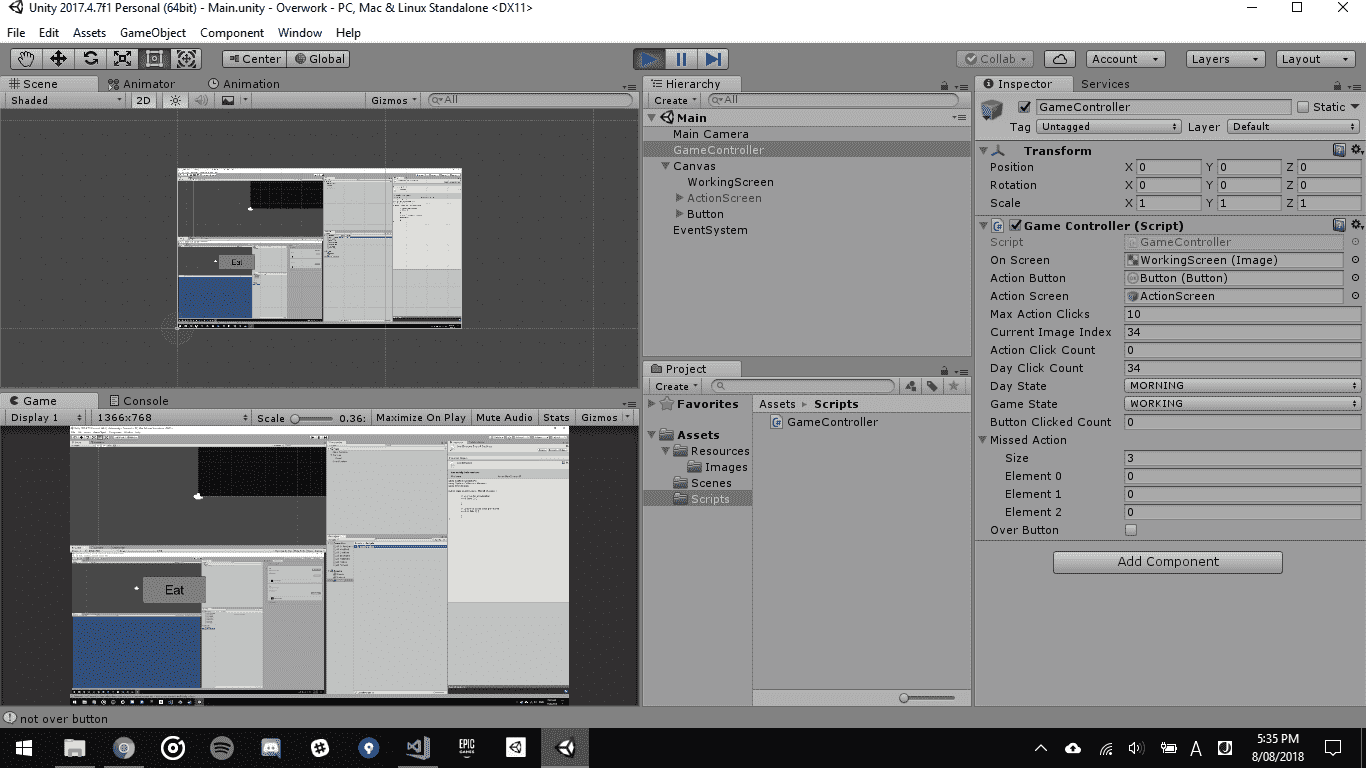 Unity 2017.4.7f1 Personal (64bit) - Main.unity - Overwork - PC, Mac & Linux Standalone <DX11>
File Edit Assets GameObject Component Window Help
Center Global Collab Account Layers Layout
Scene Animator Animation
Shaded 2D Gizmos All
Hierarchy
Create All
Main
Main Camera
GameController
Canvas
WorkingScreen
ActionScreen
Button
EventSystem
Inspector Services
GameController Static
Tag Untagged Layer Default
Transform
Position X 0 Y 0 Z 0
Rotation X 0 Y 0 Z 0
Scale X 1 Y 1 Z 1
Game Controller (Script)
Script GameController
On Screen WorkingScreen (Image)
Action Button Button (Button)
Action Screen ActionScreen
Max Action Clicks 10
Current Image Index 34
Action Click Count 0
Day Click Count 34
Day State MORNING
Game State WORKING
Button Clicked Count 0
Missed Action
Size 3
Element 0 0
Element 1 0
Element 2 0
Over Button
Add Component
Eat
Game Console
Display 1 1366x768 Scale 0.36: Maximize On Play Mute Audio Stats Gizmos
Eat
Project
Create
Favorites
Assets
Resources
Images
Scenes
Scripts
Assets Scripts
GameController
not over button
EPIC
GAMES
A
5:35 PM
8/08/2018